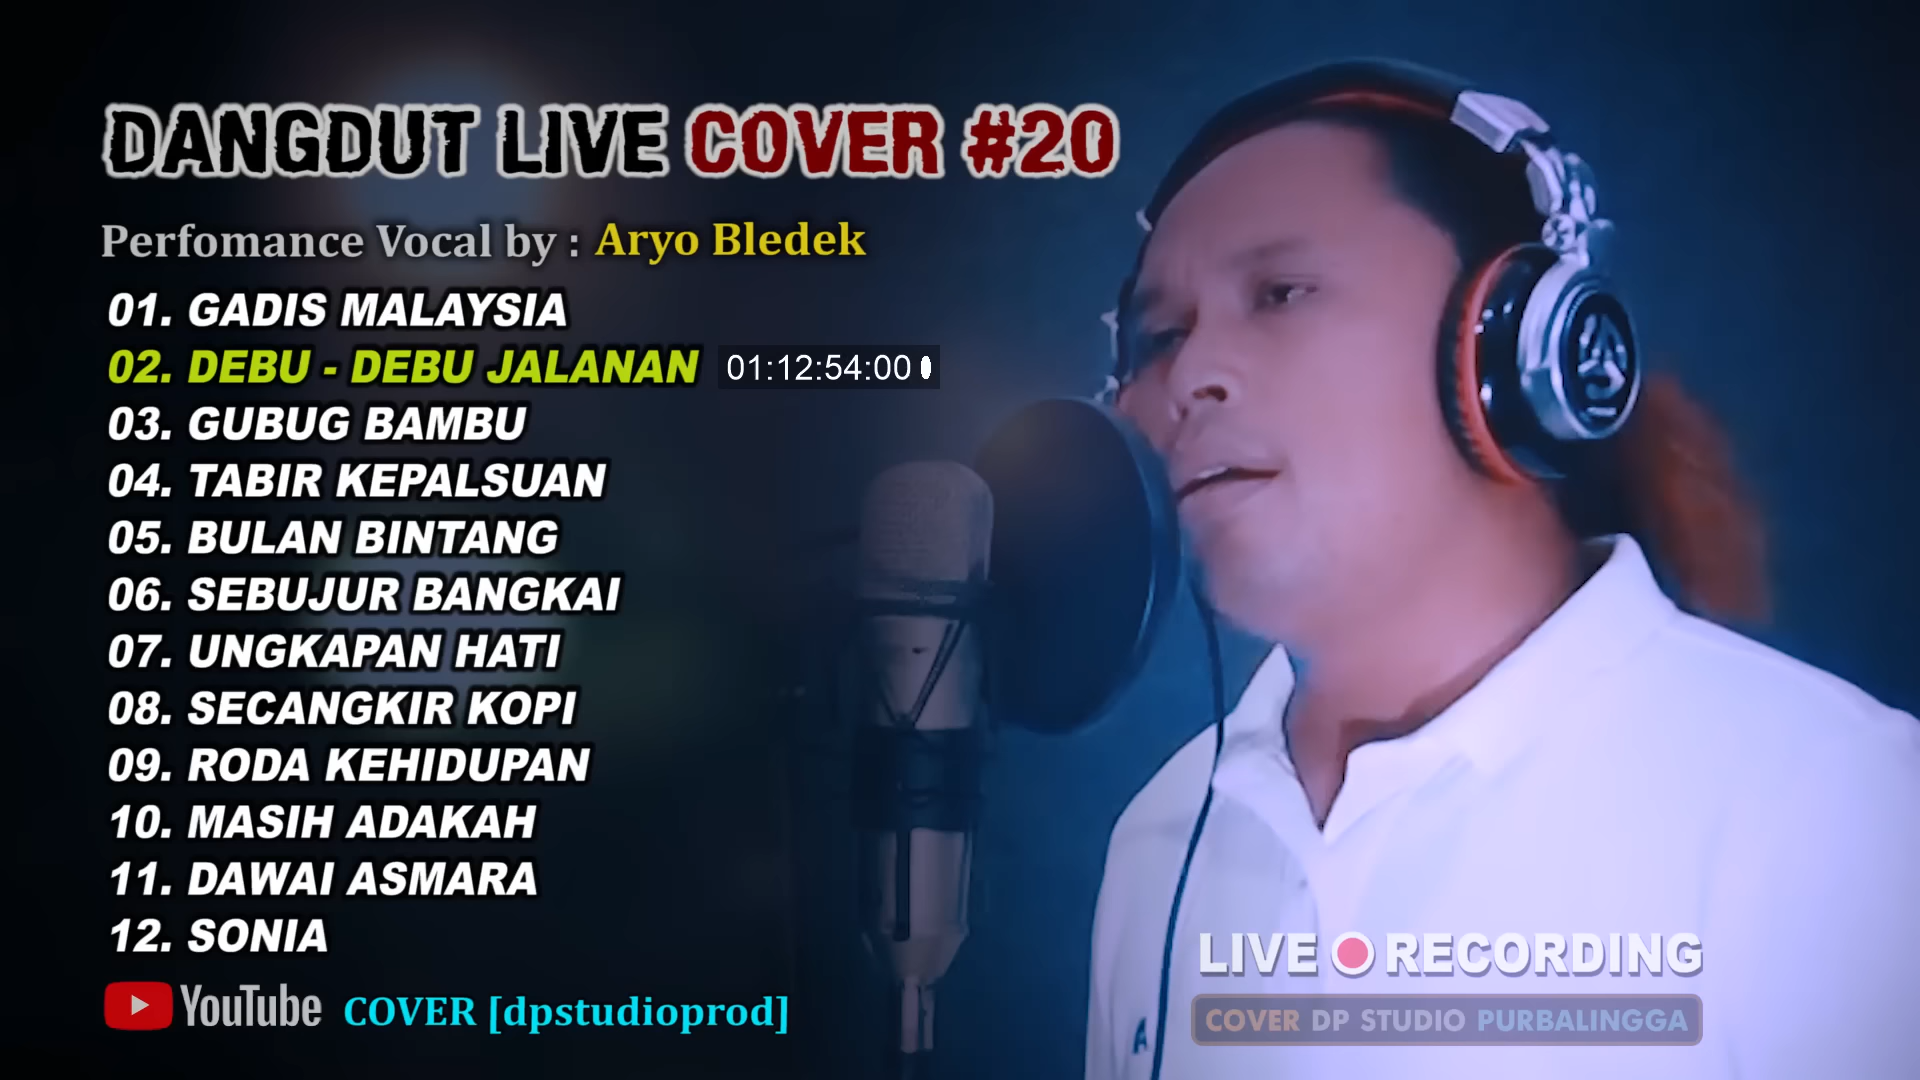 DANGDUT LIVE COVER #20
Perfomance Vocal by : Aryo Bledek
01. GADIS MALAYSIA
02. DEBU - DEBU JALANAN 01:12:54:00
03. GUBUG BAMBU
04. TABIR KEPALSUAN
05. BULAN BINTANG
06. SEBUJUR BANGKAI
07. UNGKAPAN HATI
08. SECANGKIR KOPI
09. RODA KEHIDUPAN
10. MASIH ADAKAH
11. DAWAI ASMARA
12. SONIA
YouTube COVER [dpstudioprod]
LIVE RECORDING
COVER DP STUDIO PURBALINGGA
A